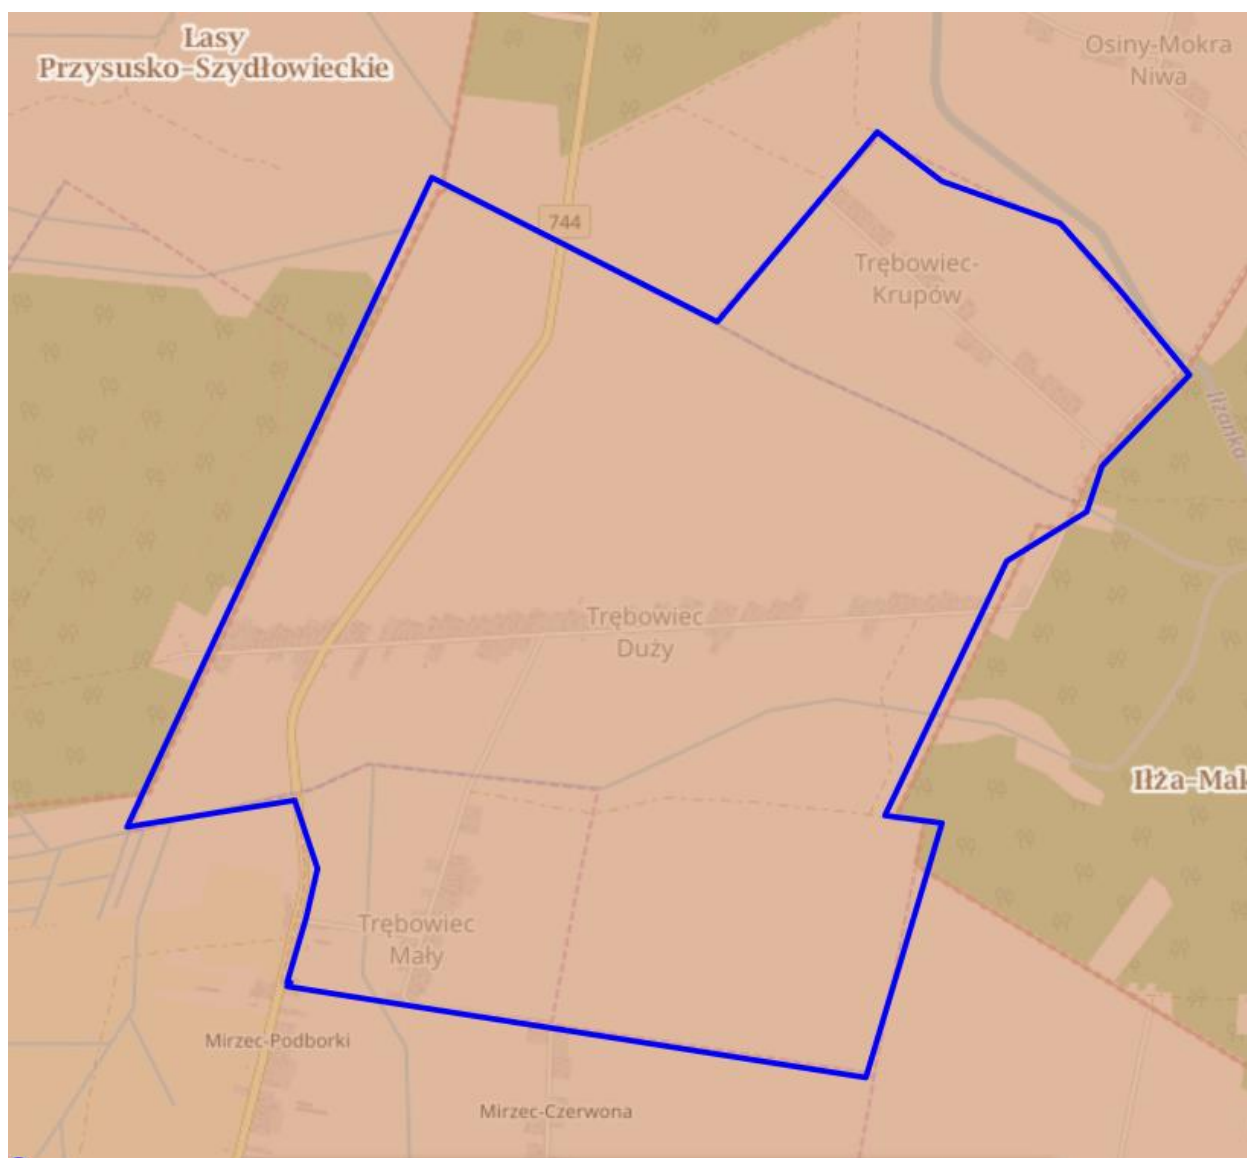 Lasy
Przysusko-Szydłowieckie
Osiny-Mokra
Niwa
744
Trębowiec-
Krupów
Iłżanka
Trębowiec
Duży
Iłża-Mak
Trębowiec
Mały
Mirzec-Podborki
Mirzec-Czerwona